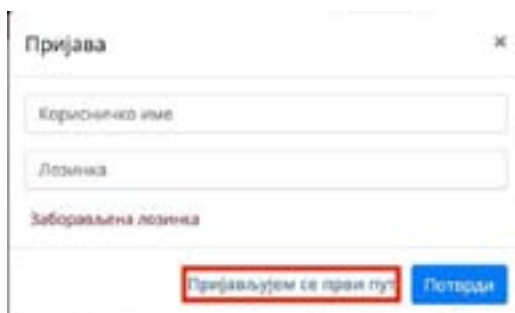 Пријава
×
Корисничко име
Лозинка
Заборављена лозинка
Пријављујем се први пут
Потврди